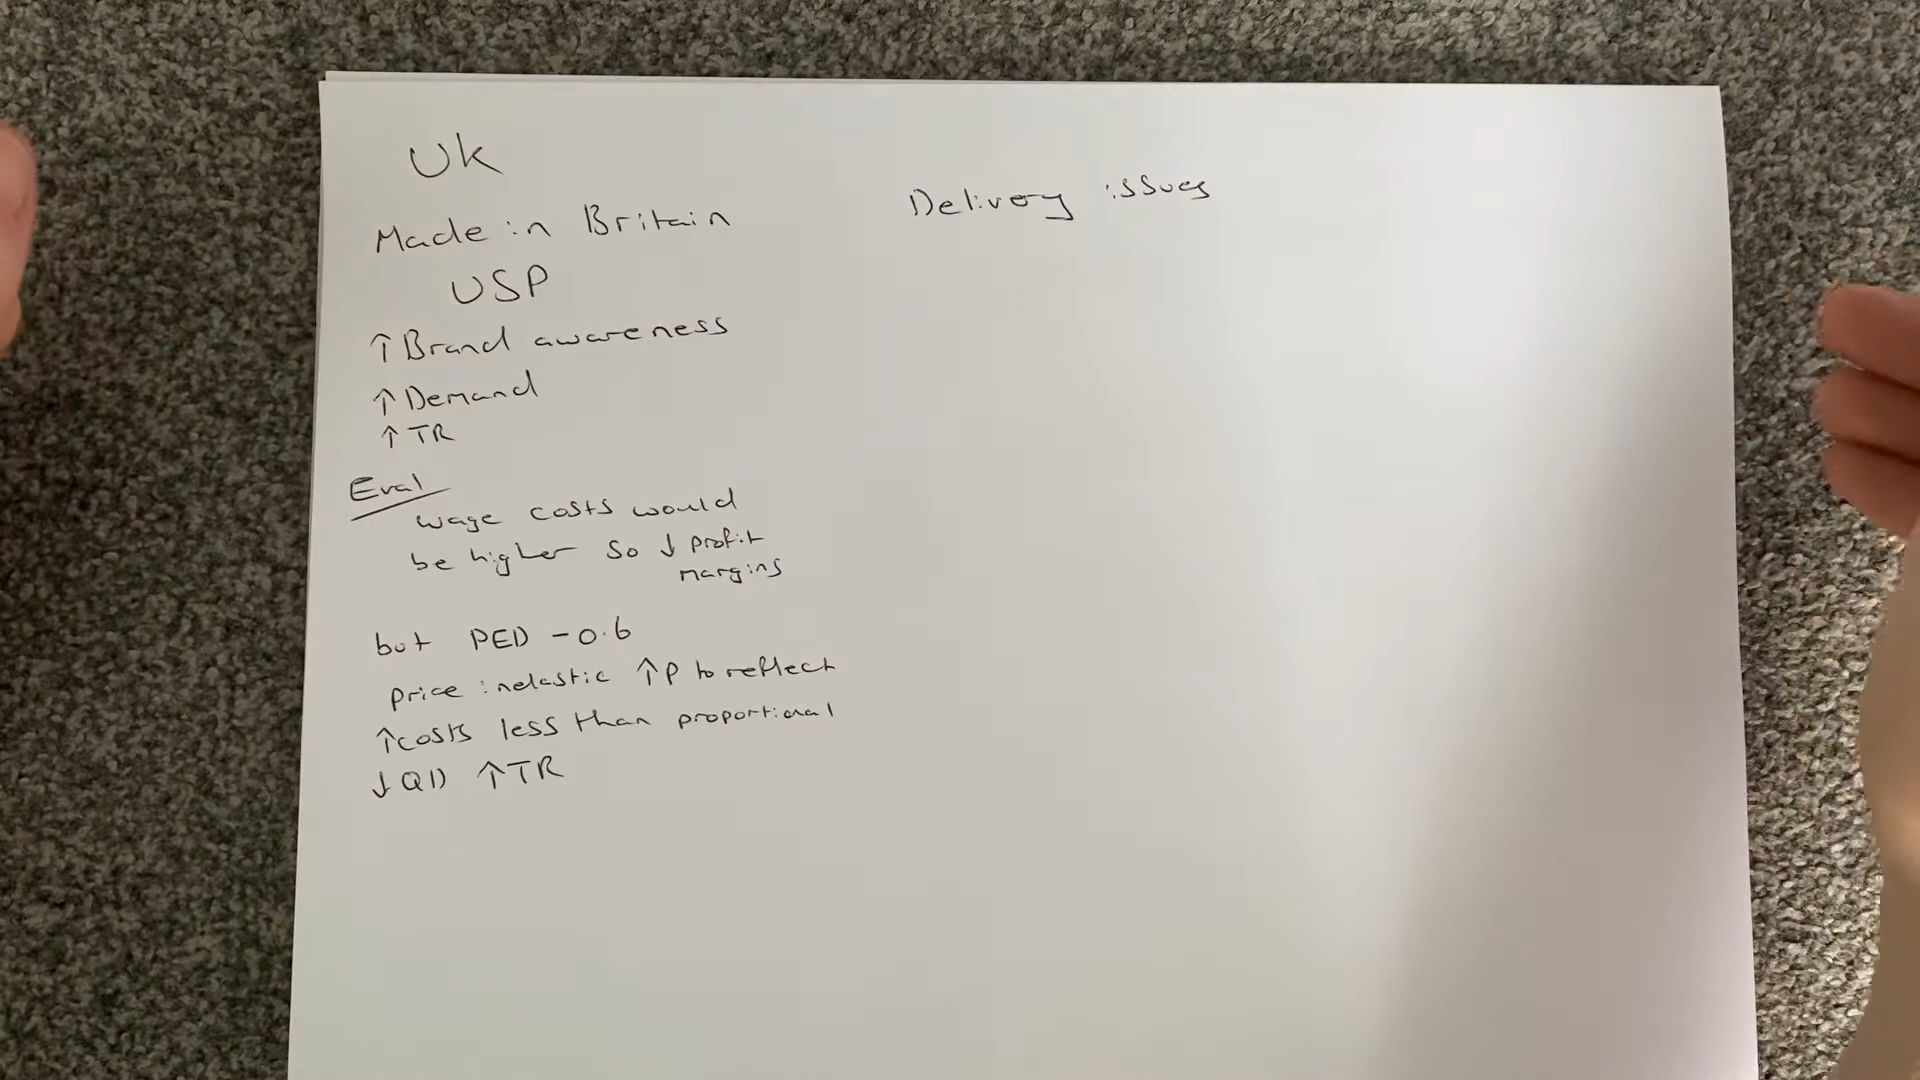 UK
Made in Britain
USP
↑ Brand awareness
↑ Demand
↑ TR
Eval
wage costs would
be higher so ↓ profit
margins
but PED -0.6
price inelastic ↑P to reflect
↑costs less than proportional
↓ QD ↑TR
Delivery issues